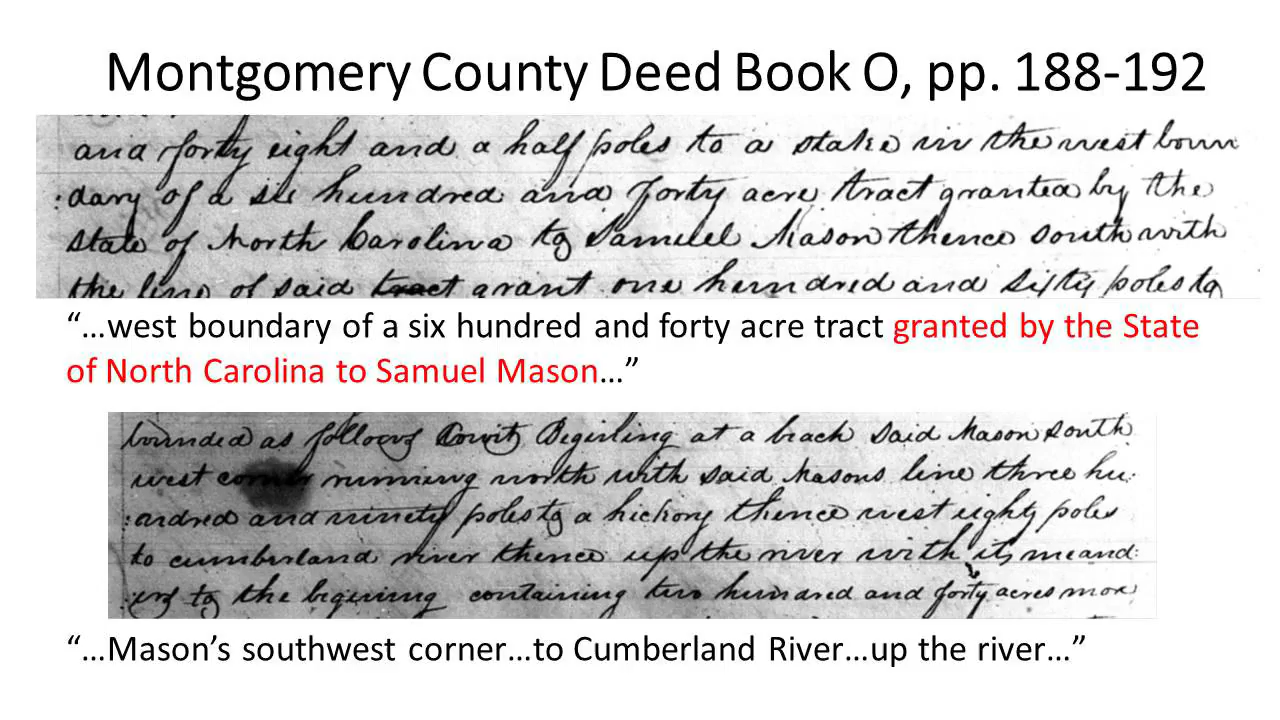 Montgomery County Deed Book O, pp. 188-192
and forty eight and a half poles to a stake in the west boun
:dary of a six hundred and forty acre tract granted by the
State of North Carolina to Samuel Mason thence south with
the line of said tract grant one hundred and sixty poles to
“…west boundary of a six hundred and forty acre tract granted by the State
of North Carolina to Samuel Mason…”
bounded as follows Begining at a beach said Mason south
west corner running north with said Masons line three hu:
:andred and ninety poles to a hickory thence west eighty poles
to cumberland river thence up the river with its meand:
:ers to the begining containing two hundred and forty acres more
“…Mason’s southwest corner…to Cumberland River…up the river…”